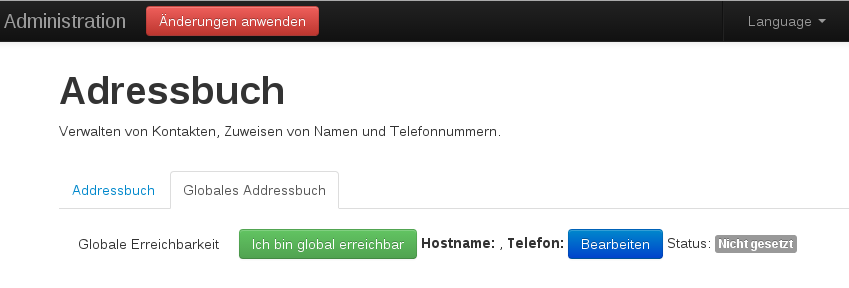 Administration Änderungen anwenden Language
Adressbuch
Verwalten von Kontakten, Zuweisen von Namen und Telefonnummern.
Addressbuch Globales Addressbuch
Globale Erreichbarkeit Ich bin global erreichbar Hostname: , Telefon: Bearbeiten Status: Nicht gesetzt